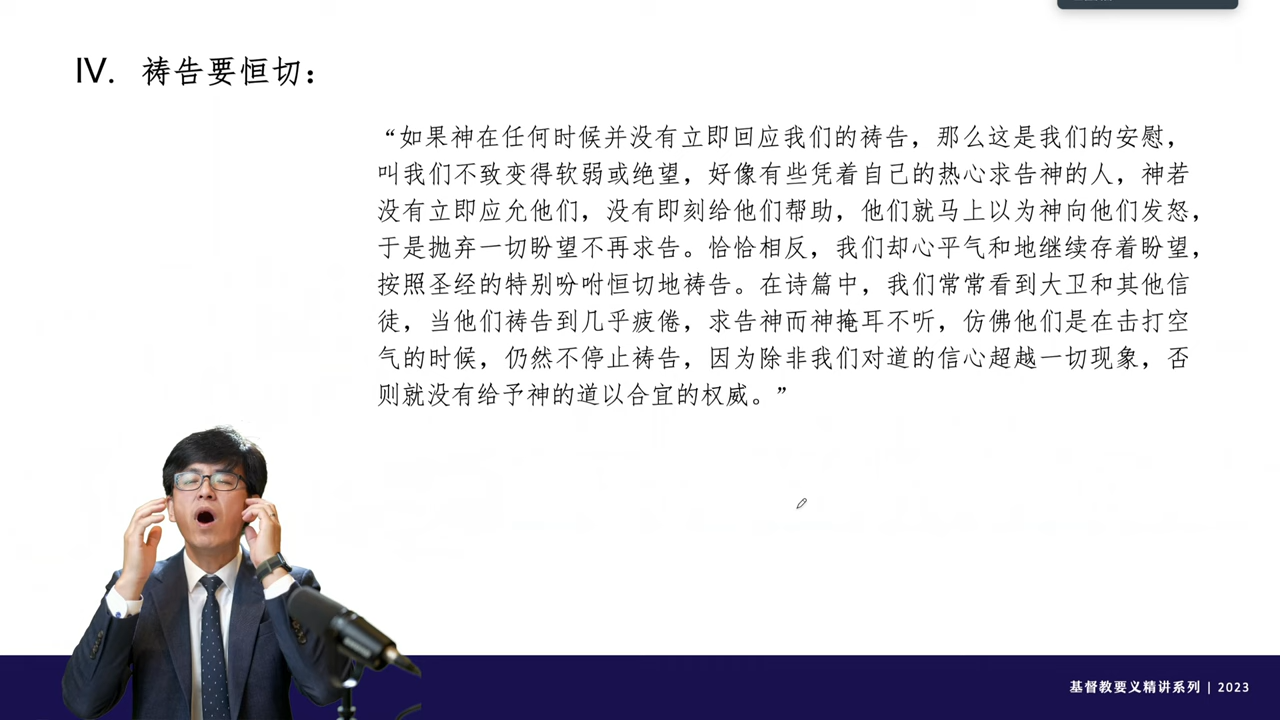 IV. 祷告要恒切：
“如果神在任何时候并没有立即回应我们的祷告，那么这是我们的安慰，
叫我们不致变得软弱或绝望，好像有些凭着自己的热心求告神的人，神若
没有立即应允他们，没有即刻给他们帮助，他们就马上以为神向他们发怒，
于是抛弃一切盼望不再求告。恰恰相反，我们却心平气和地继续存着盼望，
按照圣经的特别吩咐恒切地祷告。在诗篇中，我们常常看到大卫和其他信
徒，当他们祷告到几乎疲倦，求告神而神掩耳不听，仿佛他们是在击打空
气的时候，仍然不停止祷告，因为除非我们对道的信心超越一切现象，否
则就没有给予神的道以合宜的权威。”
基督教要义精讲系列 | 2023